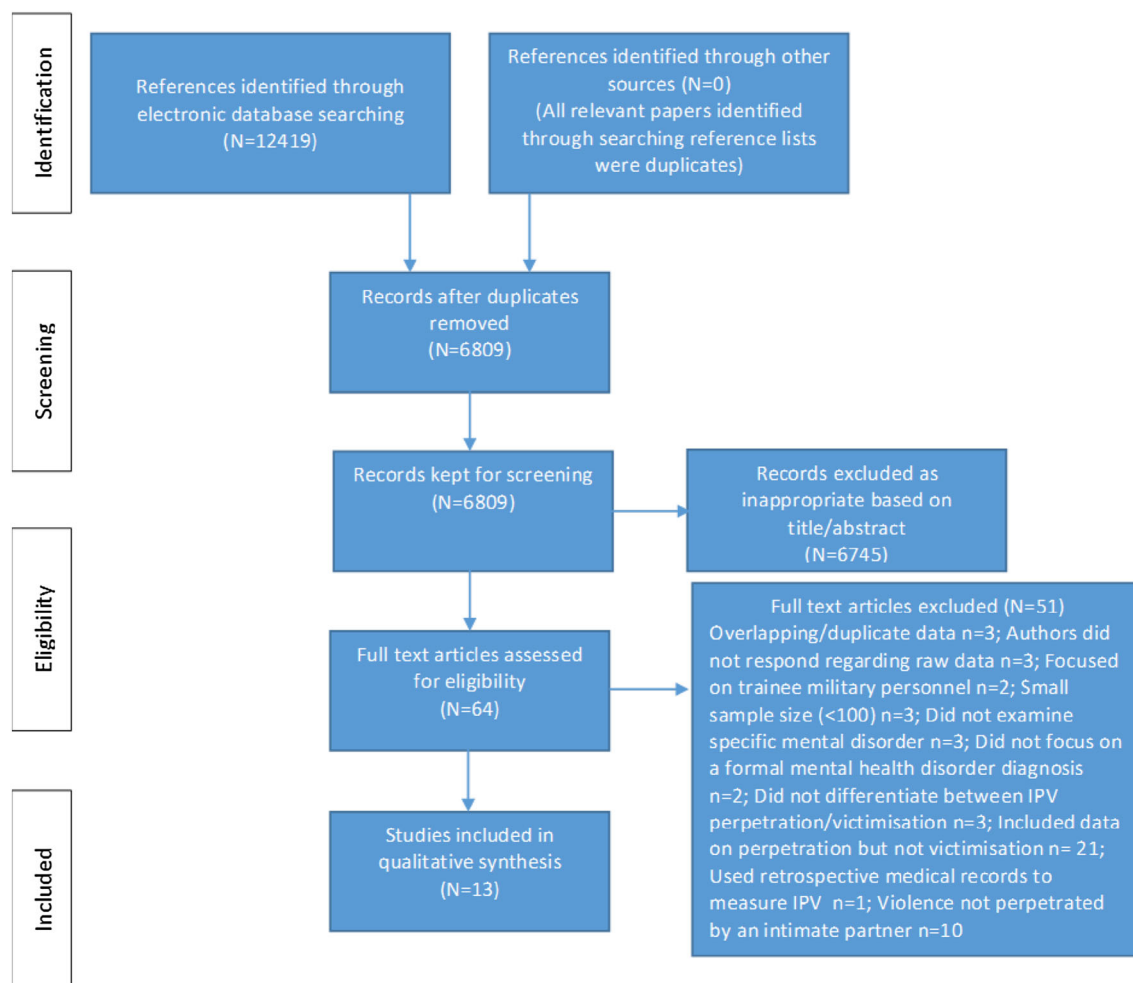 Identification
References identified through
electronic database searching
(N=12419)
References identified through other
sources (N=0)
(All relevant papers identified
through searching reference lists
were duplicates)
Screening
Records after duplicates
removed
(N=6809)
Records kept for screening
(N=6809)
Records excluded as
inappropriate based on
title/abstract
(N=6745)
Eligibility
Full text articles assessed
for eligibility
(N=64)
Full text articles excluded (N=51)
Overlapping/duplicate data n=3; Authors did
not respond regarding raw data n=3; Focused
on trainee military personnel n=2; Small
sample size (<100) n=3; Did not examine
specific mental disorder n=3; Did not focus on
a formal mental health disorder diagnosis
n=2; Did not differentiate between IPV
perpetration/victimisation n=3; Included data
on perpetration but not victimisation n= 21;
Used retrospective medical records to
measure IPV n=1; Violence not perpetrated
by an intimate partner n=10
Included
Studies included in
qualitative synthesis
(N=13)